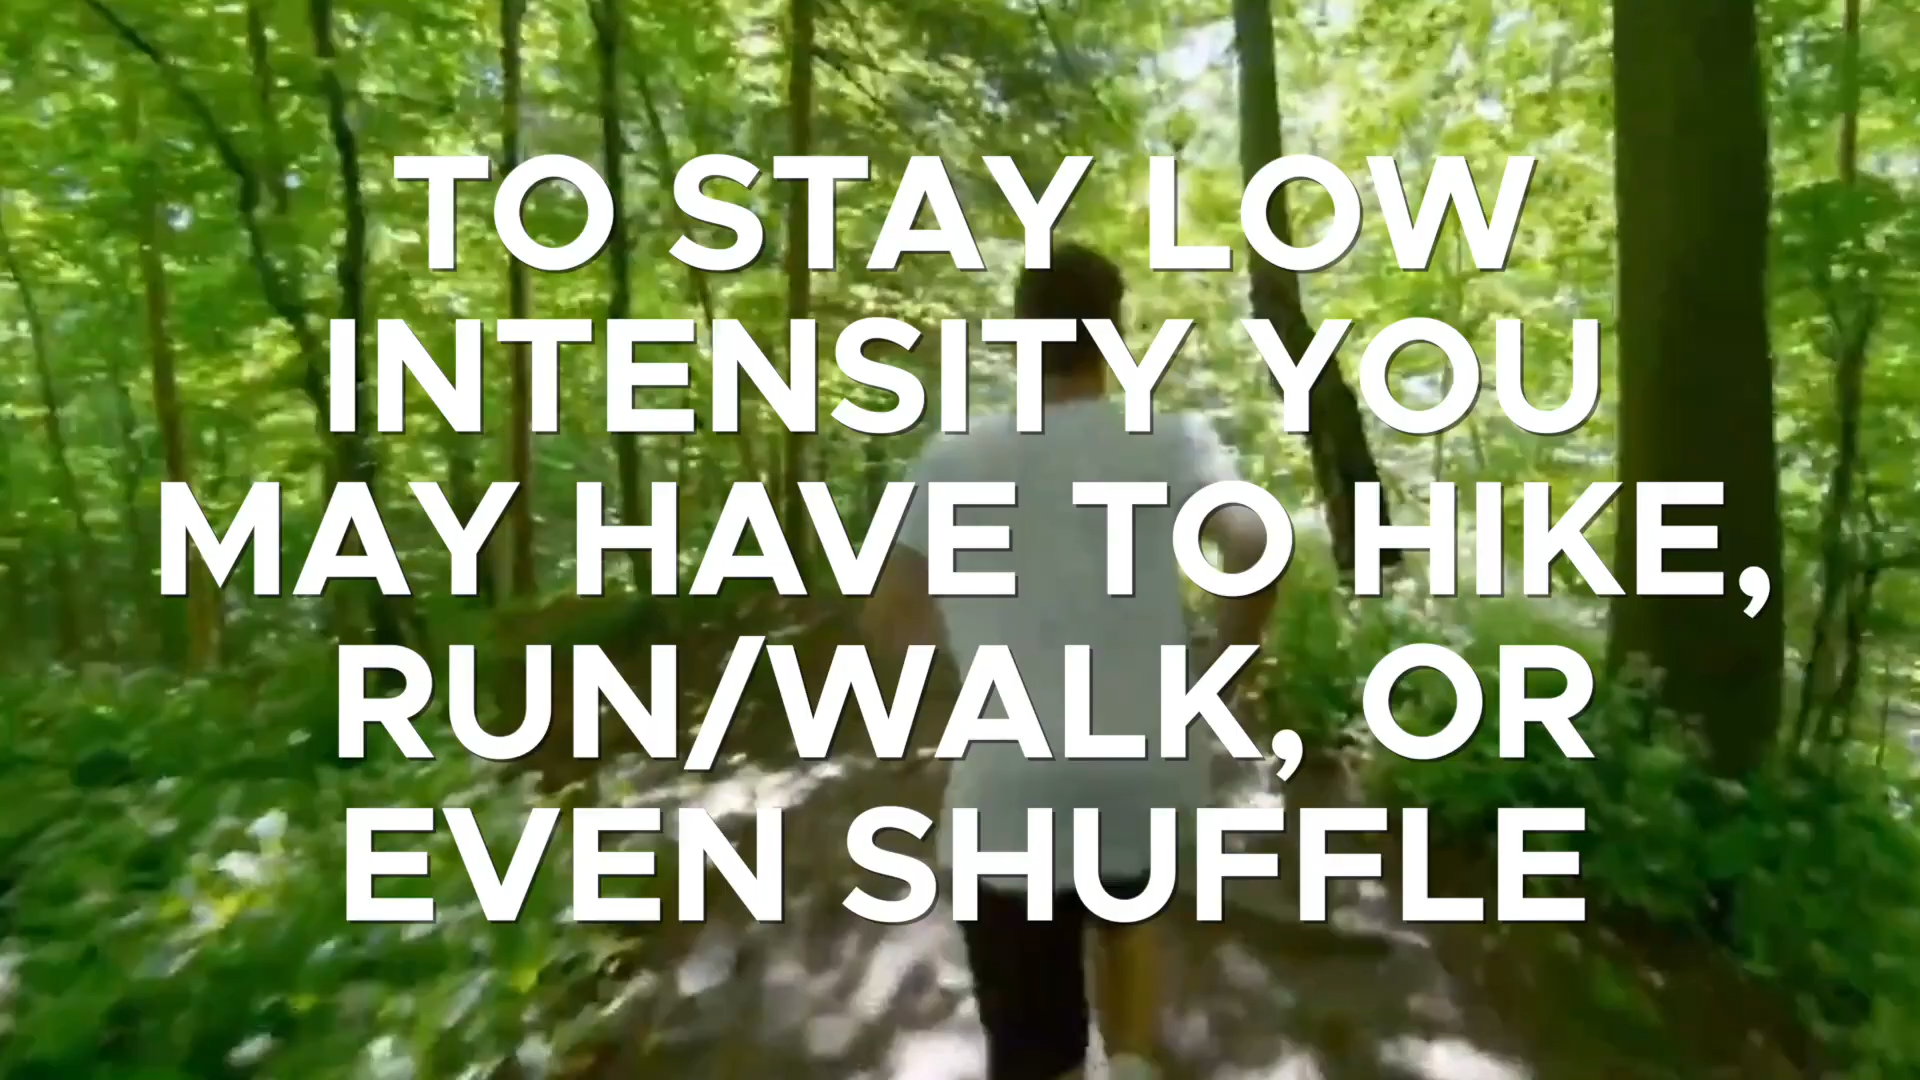 TO STAY LOW
INTENSITY YOU
MAY HAVE TO HIKE,
RUN/WALK, OR
EVEN SHUFFLE